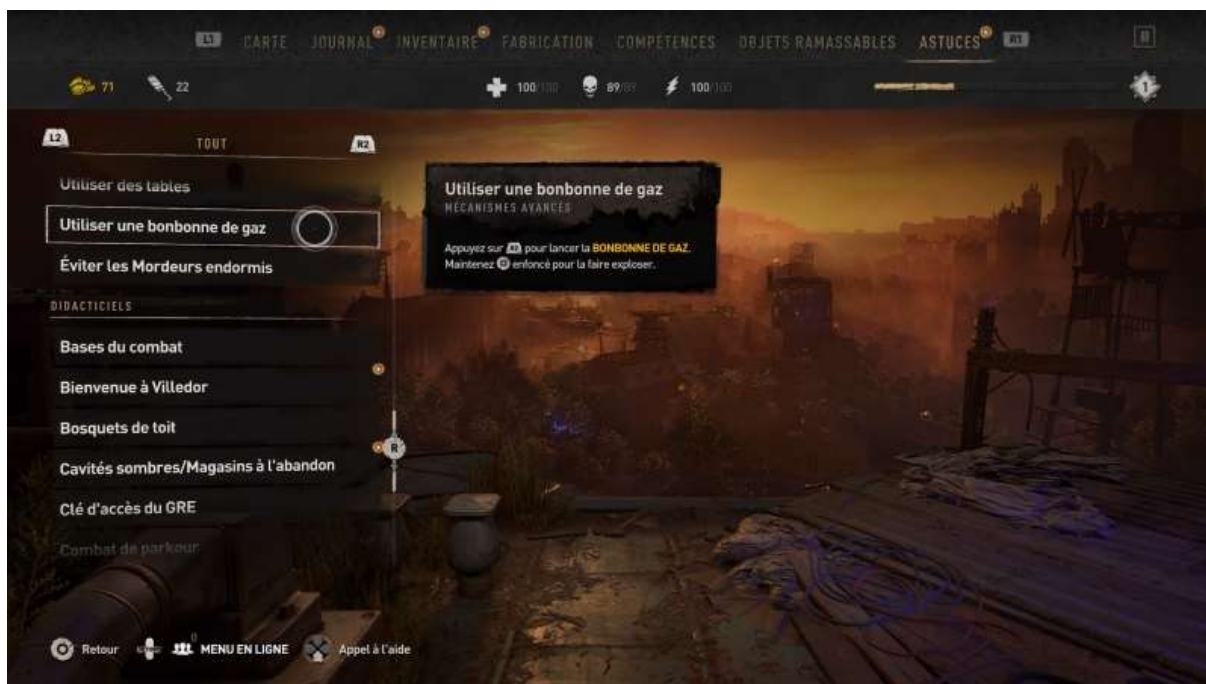 L1 CARTE JOURNAL INVENTAIRE FABRICATION COMPÉTENCES OBJETS RAMASSABLES ASTUCES R1
71 22 100/100 89/89 100/100 1
L2 TOUT R2
Utiliser des tables
Utiliser une bonbonne de gaz
Éviter les Mordeurs endormis
DIDACTICIELS
Bases du combat
Bienvenue à Villedor
Bosquets de toit
Cavités sombres/Magasins à l'abandon
R
Clé d'accès du GRE
Combat de parkour
Utiliser une bonbonne de gaz
MÉCANISMES AVANCÉS
Appuyez sur R2 pour lancer la BONBONNE DE GAZ.
Maintenez enfoncé pour la faire exploser.
Retour 0 MENU EN LIGNE Appel à l'aide